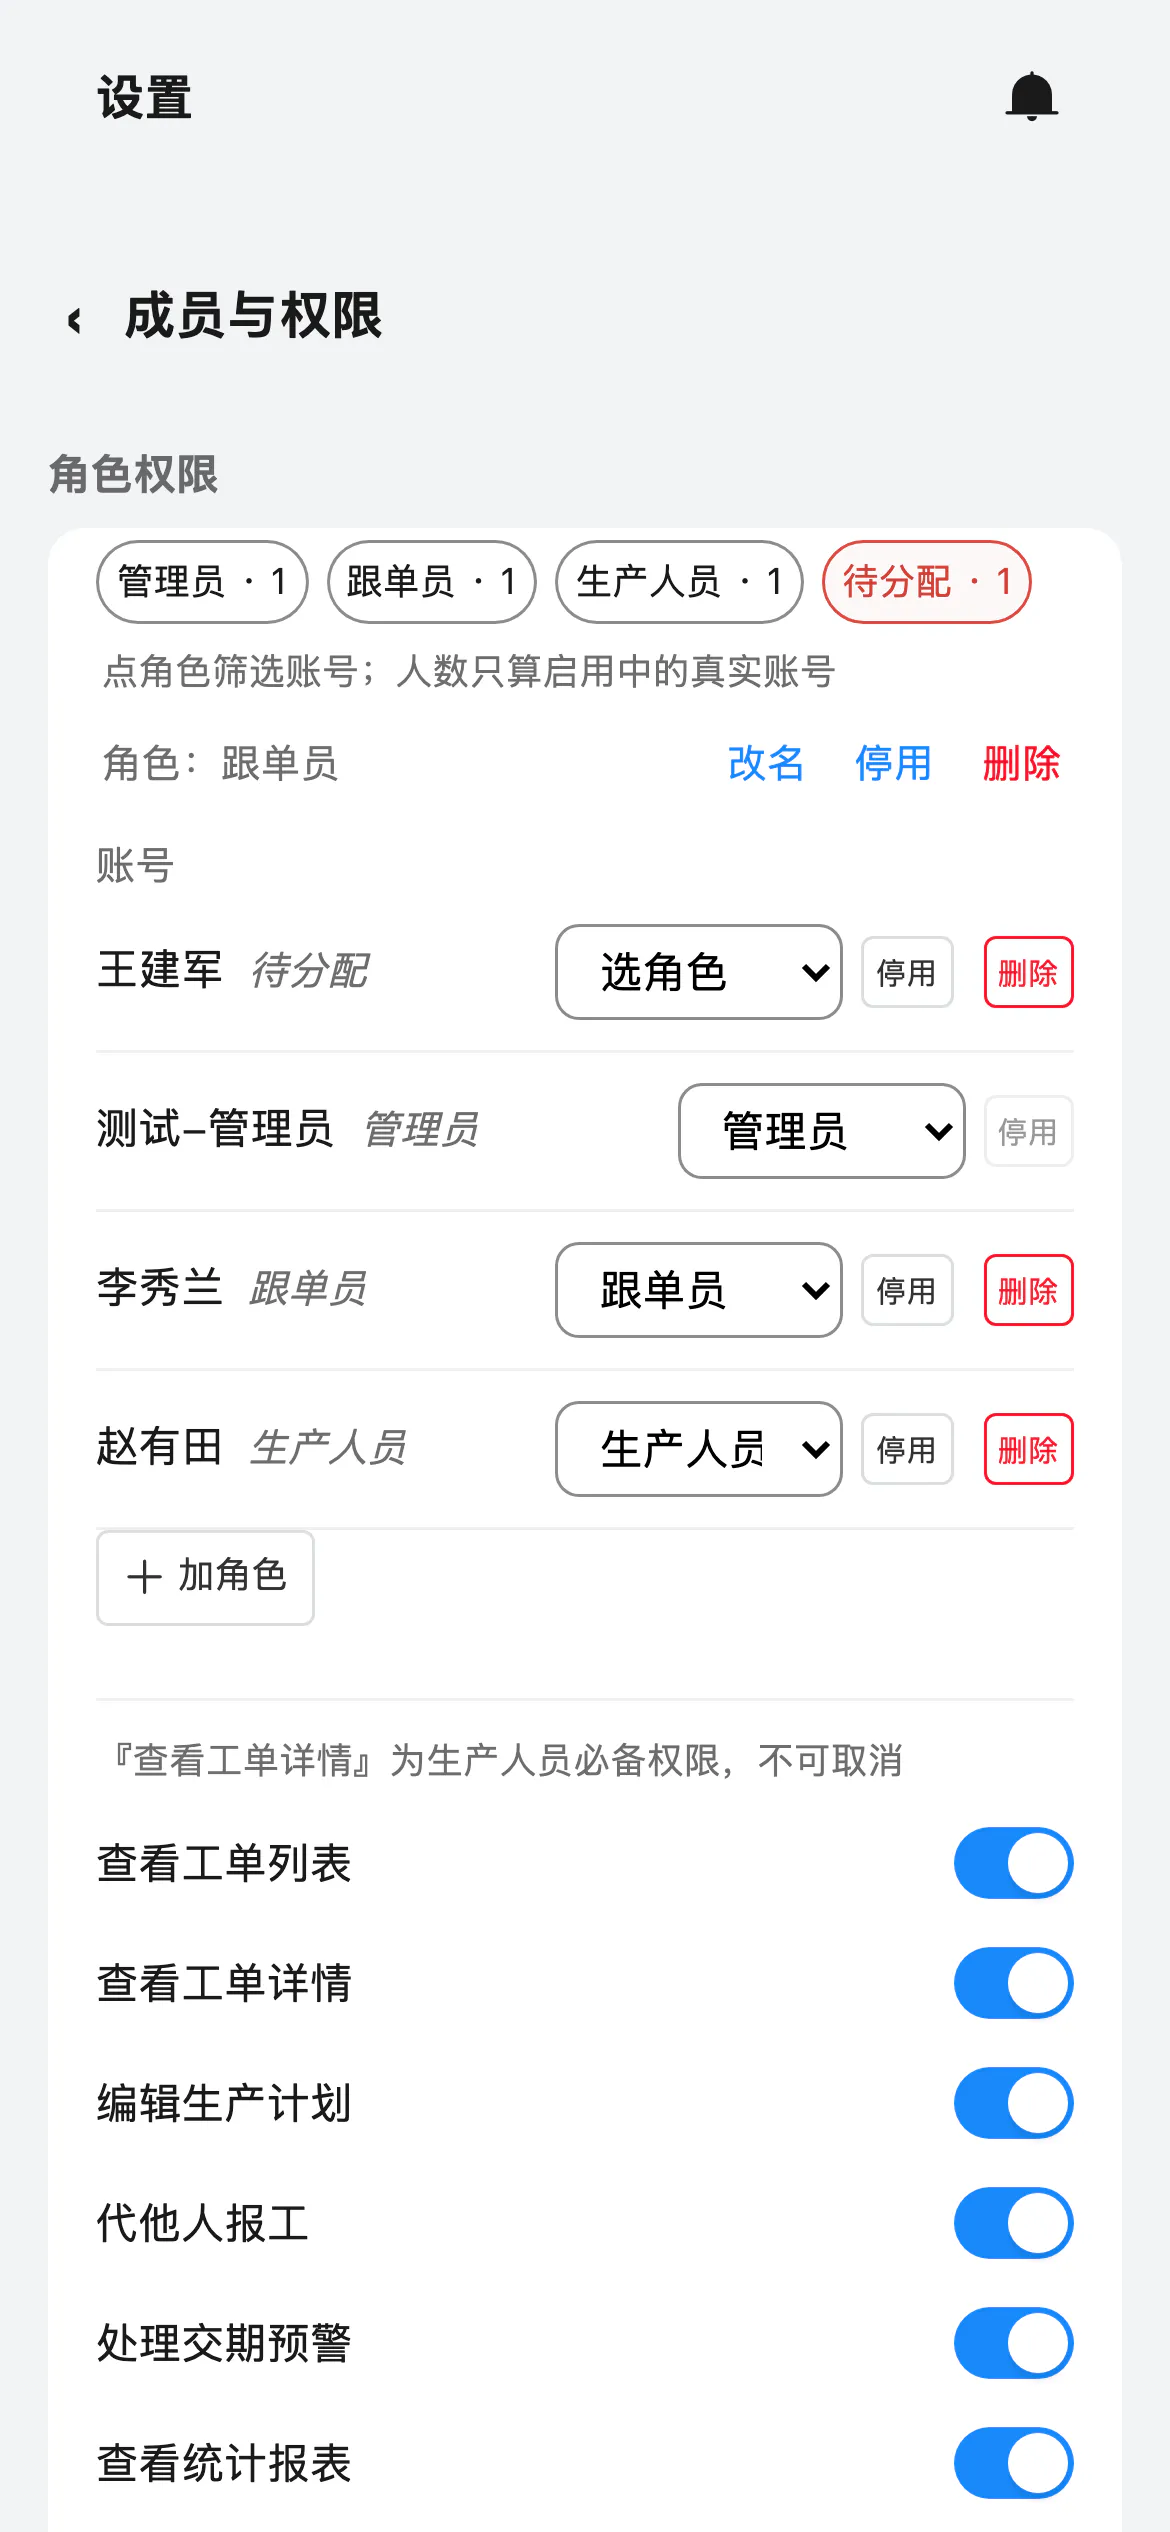 设置
成员与权限
角色权限
管理员 · 1 跟单员 · 1 生产人员 · 1 待分配 · 1
点角色筛选账号；人数只算启用中的真实账号
角色：跟单员 改名 停用 删除
账号
王建军 待分配 选角色 停用 删除
测试-管理员 管理员 管理员 停用
李秀兰 跟单员 跟单员 停用 删除
赵有田 生产人员 生产人员 停用 删除
＋ 加角色
『查看工单详情』为生产人员必备权限，不可取消
查看工单列表
查看工单详情
编辑生产计划
代他人报工
处理交期预警
查看统计报表